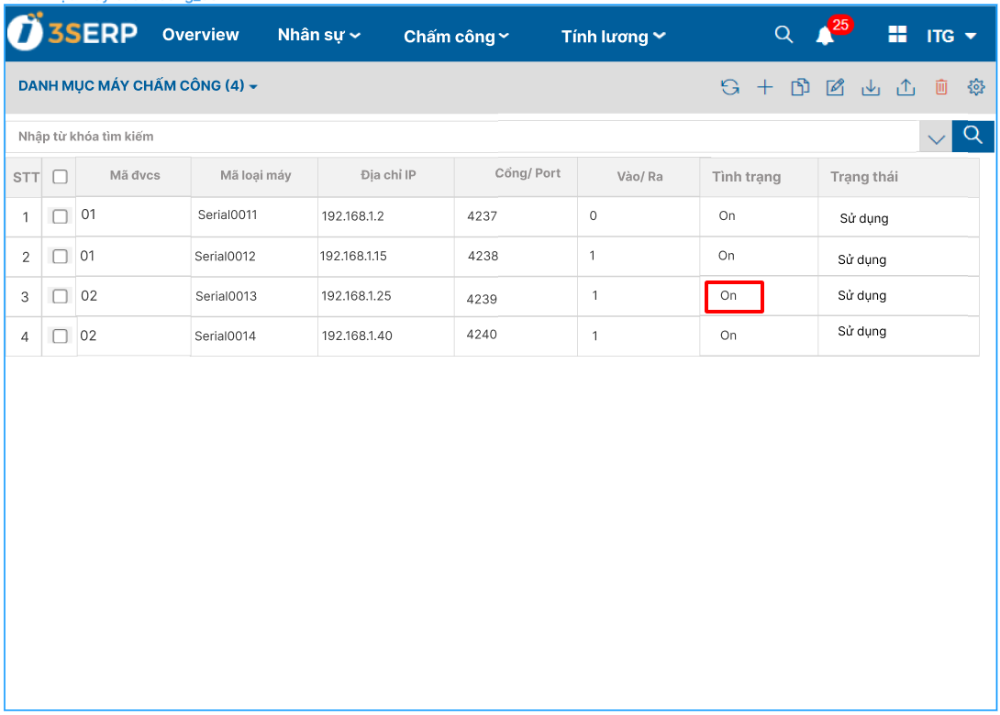 3SERP Overview Nhân sự Chấm công Tính lương 25 ITG
DANH MỤC MÁY CHẤM CÔNG (4)
Nhập từ khóa tìm kiếm
STT Mã đvcs Mã loại máy Địa chỉ IP Cổng/ Port Vào/ Ra Tình trạng Trạng thái
1 01 Serial0011 192.168.1.2 4237 0 On Sử dụng
2 01 Serial0012 192.168.1.15 4238 1 On Sử dụng
3 02 Serial0013 192.168.1.25 4239 1 On Sử dụng
4 02 Serial0014 192.168.1.40 4240 1 On Sử dụng